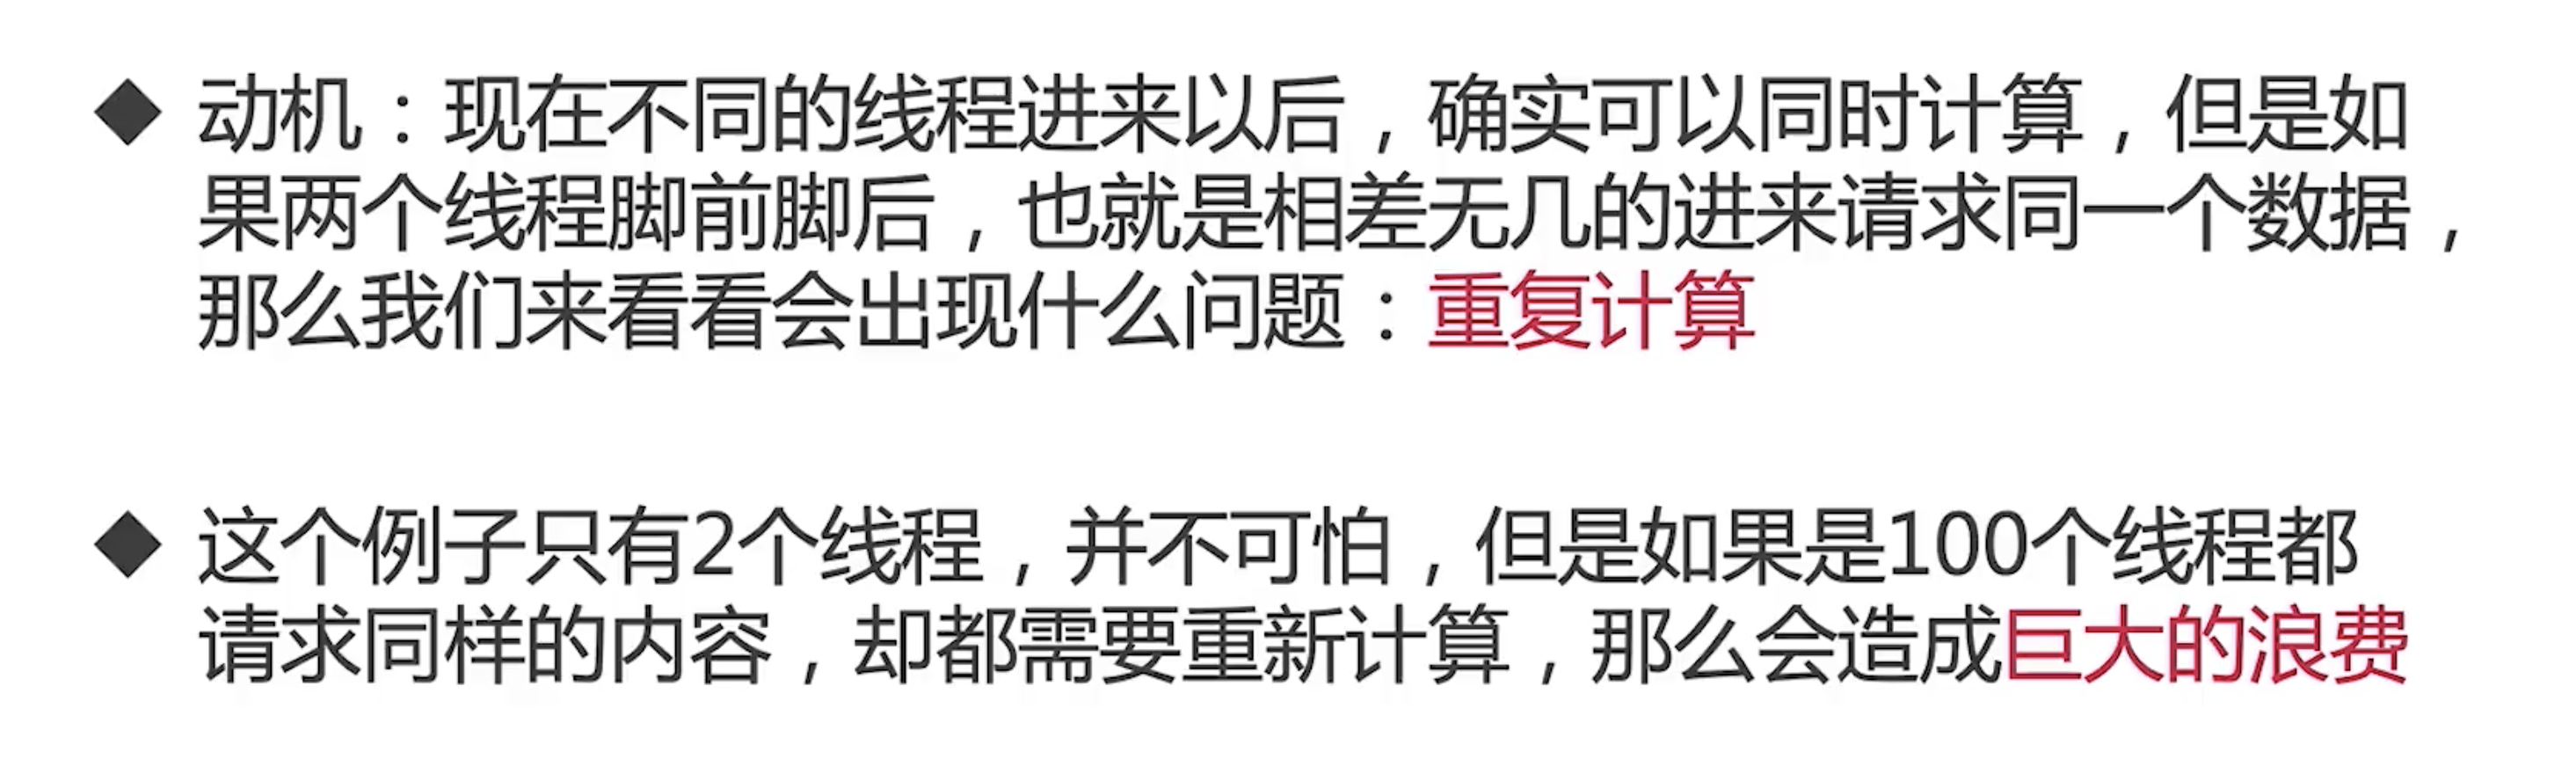 ◆ 动机：现在不同的线程进来以后，确实可以同时计算，但是如
果两个线程脚前脚后，也就是相差无几的进来请求同一个数据，
那么我们来看看会出现什么问题：重复计算
◆ 这个例子只有2个线程，并不可怕，但是如果是100个线程都
请求同样的内容，却都需要重新计算，那么会造成巨大的浪费